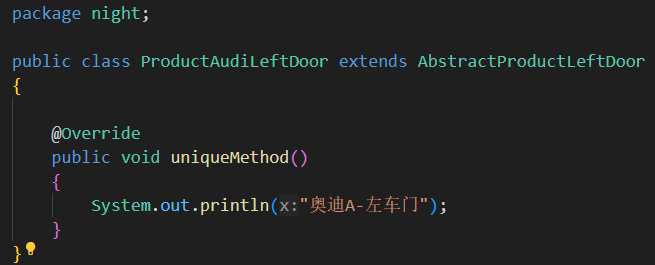 package night;
public class ProductAudiLeftDoor extends AbstractProductLeftDoor
{
@Override
public void uniqueMethod()
{
System.out.println(x:"奥迪A-左车门");
}
}